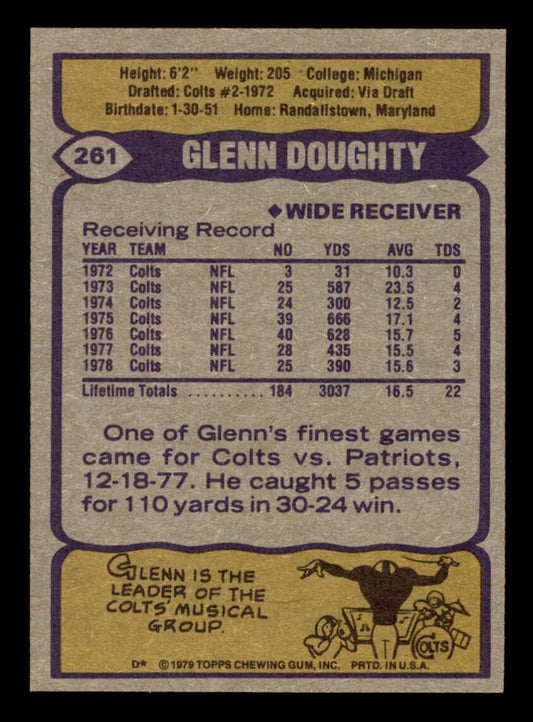 Height: 6'2" Weight: 205 College: Michigan
Drafted: Colts #2-1972 Acquired: Via Draft
Birthdate: 1-30-51 Home: Randallstown, Maryland
261 GLENN DOUGHTY
◆WIDE RECEIVER
Receiving Record
YEAR TEAM NO YDS AVG TDS
1972 Colts NFL 3 31 10.3 0
1973 Colts NFL 25 587 23.5 4
1974 Colts NFL 24 300 12.5 2
1975 Colts NFL 39 666 17.1 4
1976 Colts NFL 40 628 15.7 5
1977 Colts NFL 28 435 15.5 4
1978 Colts NFL 25 390 15.6 3
Lifetime Totals .......... 184 3037 16.5 22
One of Glenn's finest games
came for Colts vs. Patriots,
12-18-77. He caught 5 passes
for 110 yards in 30-24 win.
GLENN IS THE
LEADER OF THE
COLTS' MUSICAL
GROUP.
COLTS
D* ©1979 TOPPS CHEWING GUM, INC. PRTD. IN U.S.A.